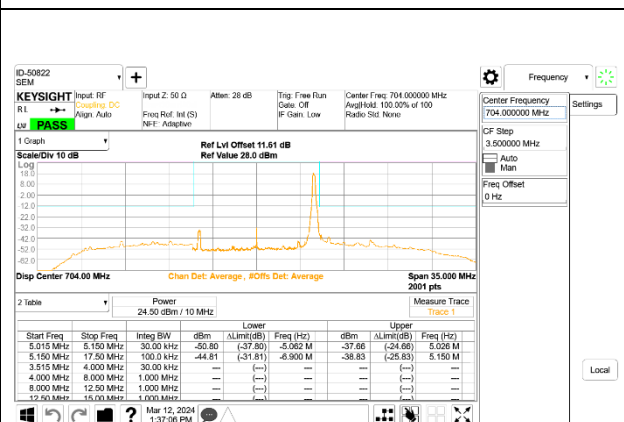 ID-50822
SEM
Frequency
KEYSIGHT Input: RF Input Z: 50 Ω Atten: 28 dB Trig: Free Run Center Freq: 704.000000 MHz
RL Coupling: DC Gate: Off Avg|Hold: 100.00% of 100
Align: Auto Freq Ref: Int (S) IF Gain: Low Radio Std: None
PASS NFE: Adaptive
Center Frequency
704.000000 MHz
Settings
CF Step
3.500000 MHz
Auto
Man
Freq Offset
0 Hz
1 Graph
Ref Lvl Offset 11.61 dB
Scale/Div 10 dB Ref Value 28.0 dBm
Log
18.0
8.00
-2.00
-12.0
-22.0
-32.0
-42.0
-52.0
-62.0
Disp Center 704.00 MHz Chan Det: Average, #Offs Det: Average Span 35.000 MHz
2001 pts
2 Table Power Measure Trace
24.50 dBm / 10 MHz Trace 1
Lower Upper
Start Freq Stop Freq Integ BW dBm ΔLimit(dB) Freq (Hz) dBm ΔLimit(dB) Freq (Hz)
5.015 MHz 5.150 MHz 30.00 kHz -50.80 (-37.80) -5.062 M -37.66 (-24.66) 5.026 M
5.150 MHz 17.50 MHz 100.0 kHz -44.81 (-31.81) -6.900 M -38.83 (-25.83) 5.150 M
3.515 MHz 4.000 MHz 30.00 kHz --- (---) --- --- (---) ---
4.000 MHz 8.000 MHz 1.000 MHz --- (---) --- --- (---) ---
8.000 MHz 12.50 MHz 1.000 MHz --- (---) --- --- (---) ---
12.50 MHz 15.00 MHz 1.000 MHz --- (---) --- --- (---) ---
Local
? Mar 12, 2024
1:37:06 PM